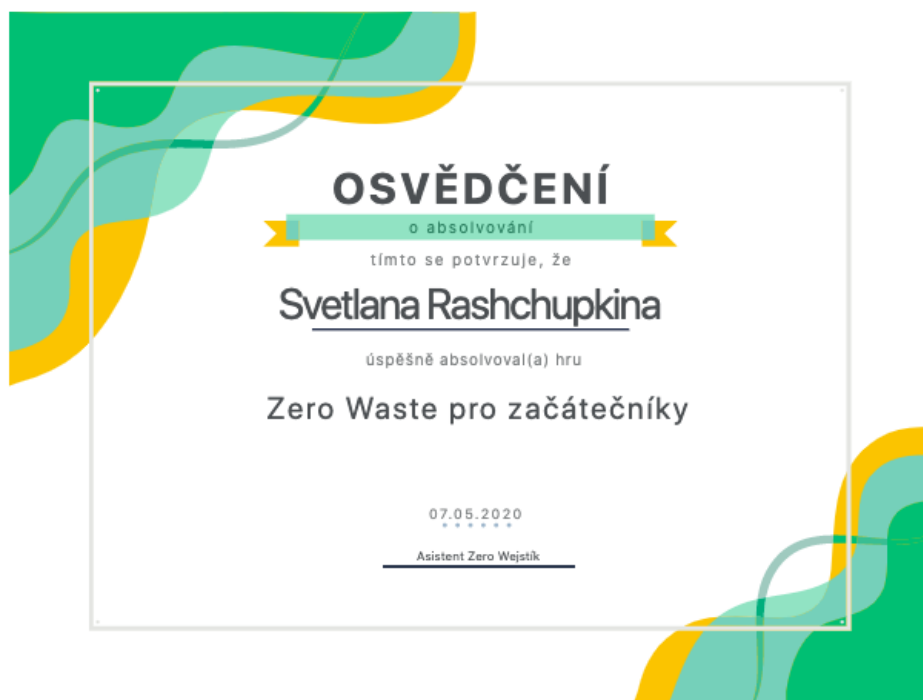 OSVĚDČENÍ
o absolvování
tímto se potvrzuje, že
Svetlana Rashchupkina
úspěšně absolvoval(a) hru
Zero Waste pro začátečníky
07.05.2020
Asistent Zero Wejstík